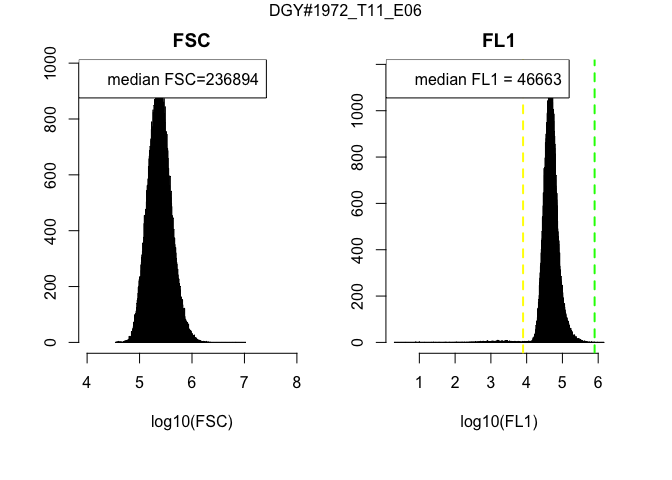 DGY#1972_T11_E06
FSC
median FSC=236894
0
200
400
600
800
1000
4 5 6 7 8
log10(FSC)
FL1
median FL1 = 46663
0
200
400
600
800
1000
1 2 3 4 5 6
log10(FL1)